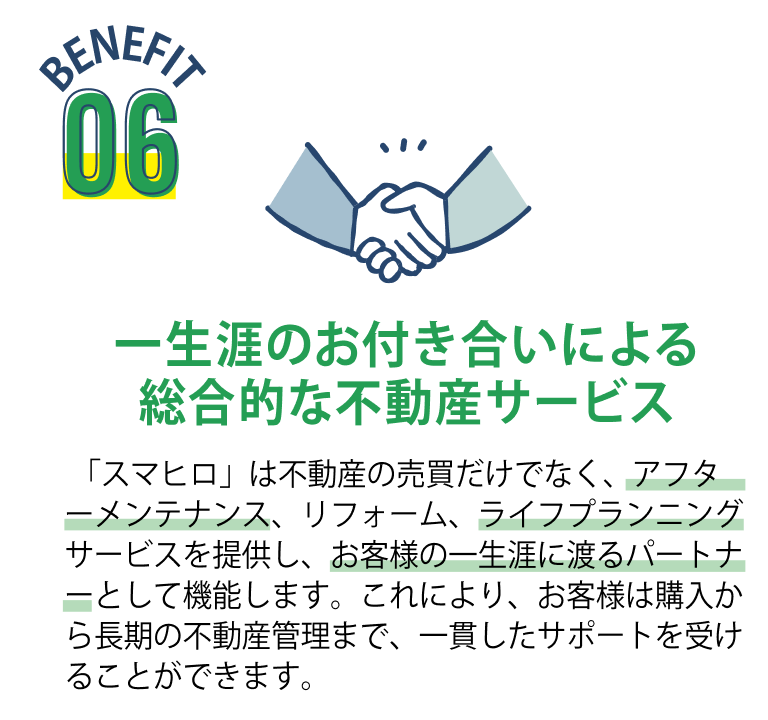 BENEFIT
06
一生涯のお付き合いによる
総合的な不動産サービス
「スマヒロ」は不動産の売買だけでなく、アフタ
ーメンテナンス、リフォーム、ライフプランニング
サービスを提供し、お客様の一生涯に渡るパートナ
ーとして機能します。これにより、お客様は購入か
ら長期の不動産管理まで、一貫したサポートを受け
ることができます。